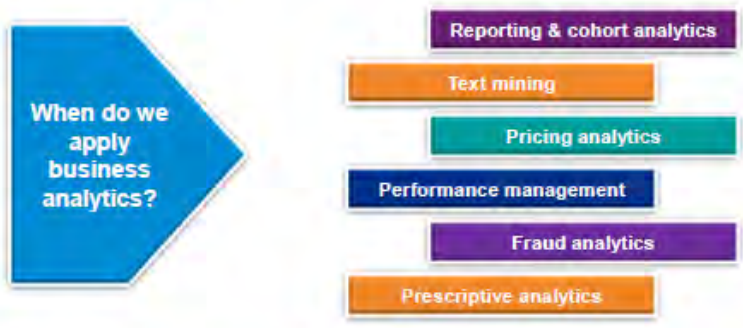 When do we
apply
business
analytics?
Reporting & cohort analytics
Text mining
Pricing analytics
Performance management
Fraud analytics
Prescriptive analytics